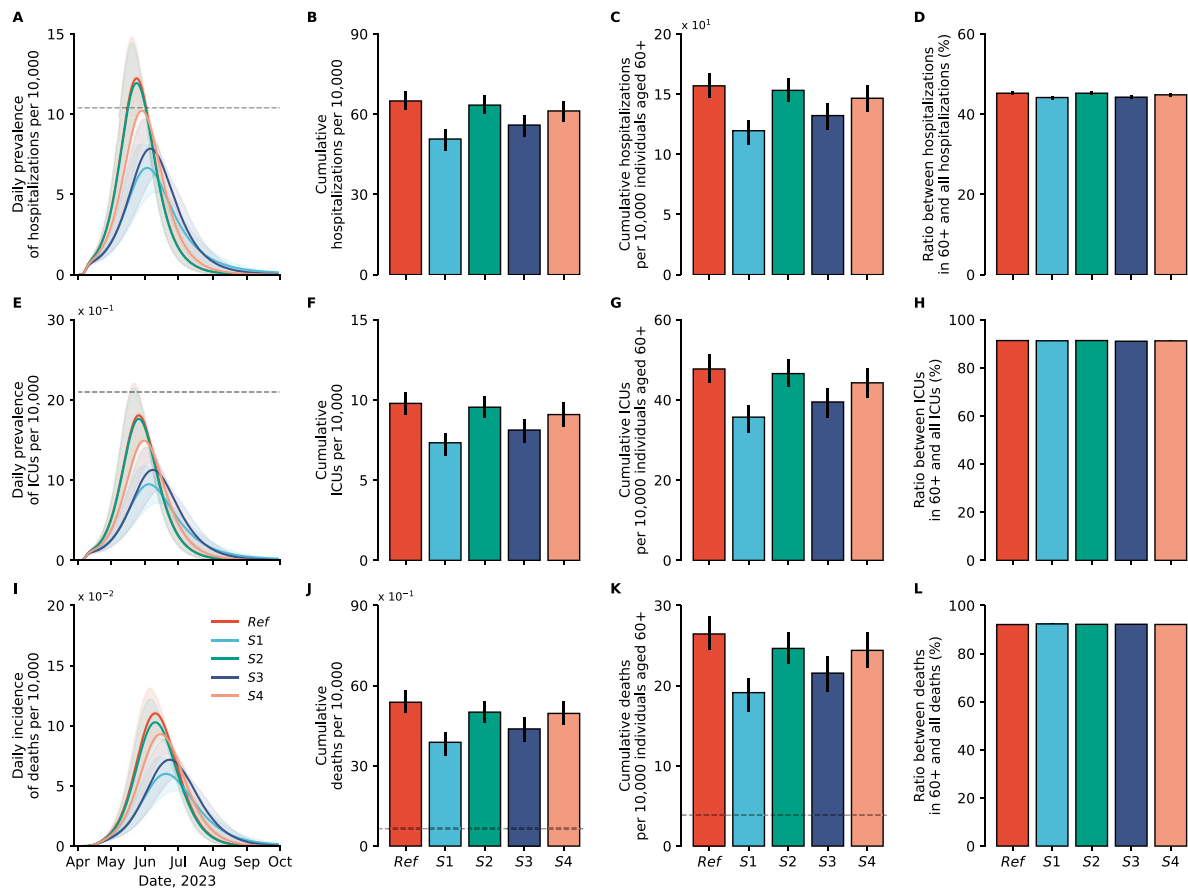 A
Daily prevalence
of hospitalizations per 10,000
15
10
5
0
B
Cumulative
hospitalizations per 10,000
90
60
30
0
C
x 10¹
Cumulative hospitalizations
per 10,000 individuals aged 60+
20
15
10
5
0
D
Ratio between hospitalizations
in 60+ and all hospitalizations (%)
60
40
20
0
E
x 10⁻¹
Daily prevalence
of ICUs per 10,000
30
20
10
0
F
Cumulative
ICUs per 10,000
15
10
5
0
G
Cumulative ICUs
per 10,000 individuals aged 60+
60
40
20
0
H
Ratio between ICUs
in 60+ and all ICUs (%)
100
80
60
40
20
0
I
x 10⁻²
Daily incidence
of deaths per 10,000
20
15
10
5
0
Ref
S1
S2
S3
S4
Apr May Jun Jul Aug Sep Oct
Date, 2023
J
x 10⁻¹
Cumulative
deaths per 10,000
90
60
30
0
Ref S1 S2 S3 S4
K
Cumulative deaths
per 10,000 individuals aged 60+
30
20
10
0
Ref S1 S2 S3 S4
L
Ratio between deaths
in 60+ and all deaths (%)
100
80
60
40
20
0
Ref S1 S2 S3 S4